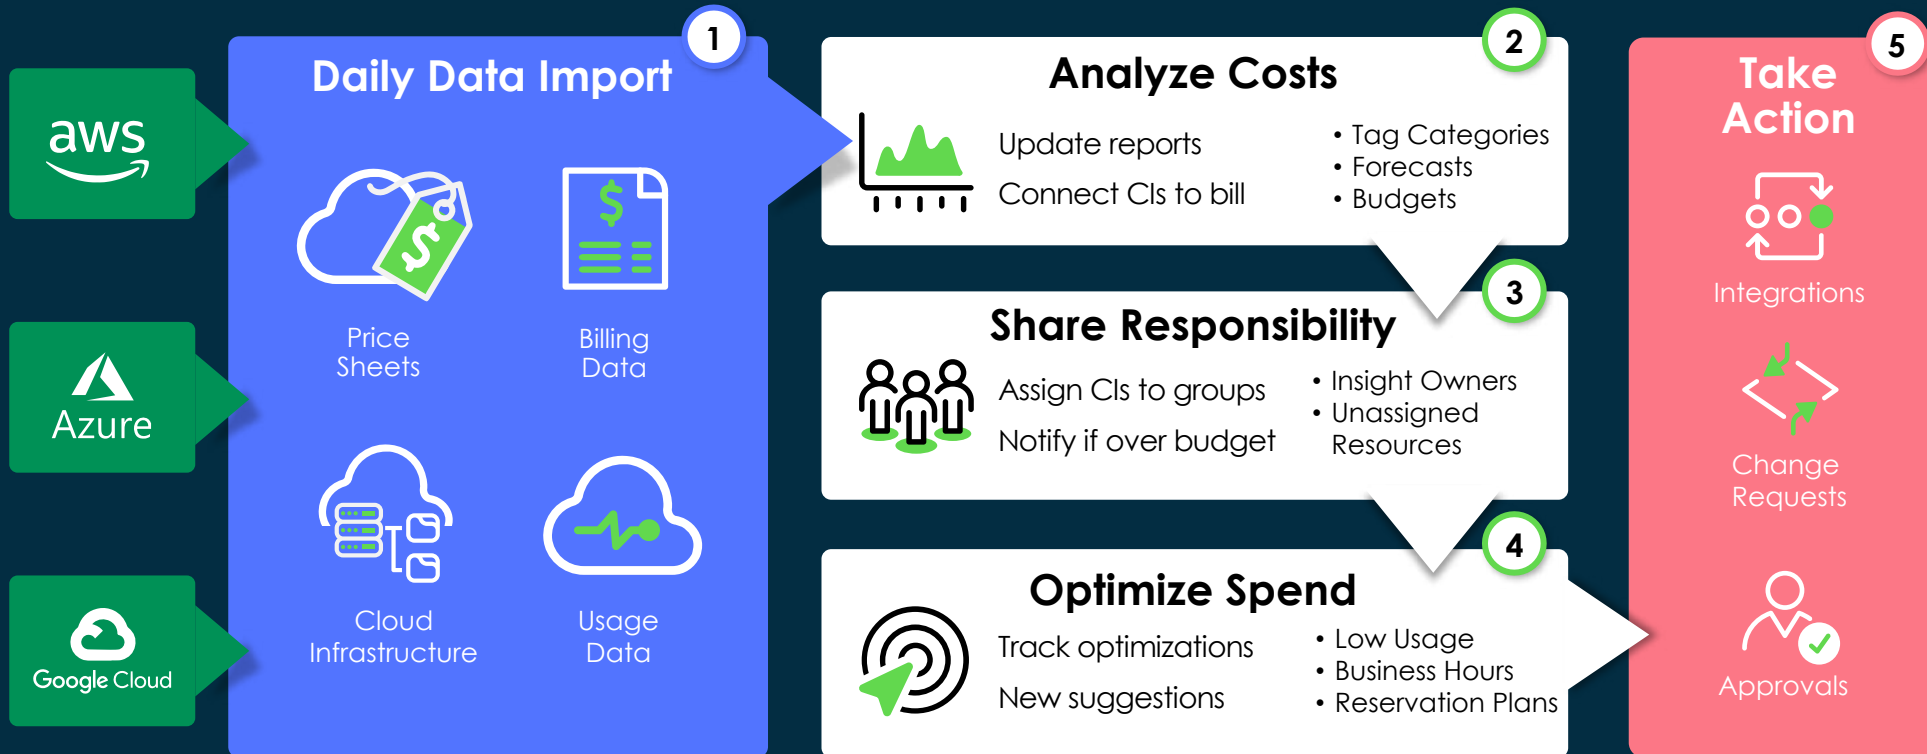 aws
Azure
Google Cloud
1
Daily Data Import
Price
Sheets
Billing
Data
Cloud
Infrastructure
Usage
Data
2
Analyze Costs
Update reports
Connect CIs to bill
• Tag Categories
• Forecasts
• Budgets
3
Share Responsibility
Assign CIs to groups
Notify if over budget
• Insight Owners
• Unassigned
Resources
4
Optimize Spend
Track optimizations
New suggestions
• Low Usage
• Business Hours
• Reservation Plans
5
Take
Action
Integrations
Change
Requests
Approvals